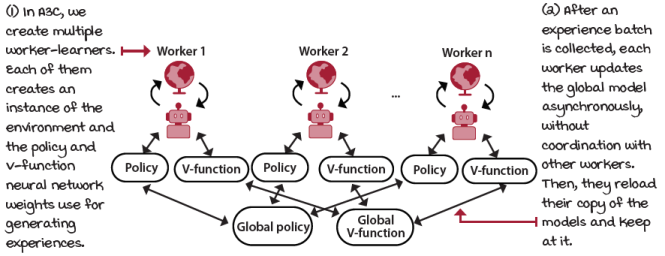 (1) In A3C, we
create multiple
worker-learners.
Each of them
creates an
instance of the
environment and
the policy and
V-function
neural network
weights use for
generating
experiences.
Worker 1
Worker 2
Worker n
...
Policy
V-function
Policy
V-function
Policy
V-function
Global policy
Global
V-function
(2) After an
experience batch
is collected, each
worker updates
the global model
asynchronously,
without
coordination with
other workers.
Then, they reload
their copy of the
models and keep
at it.